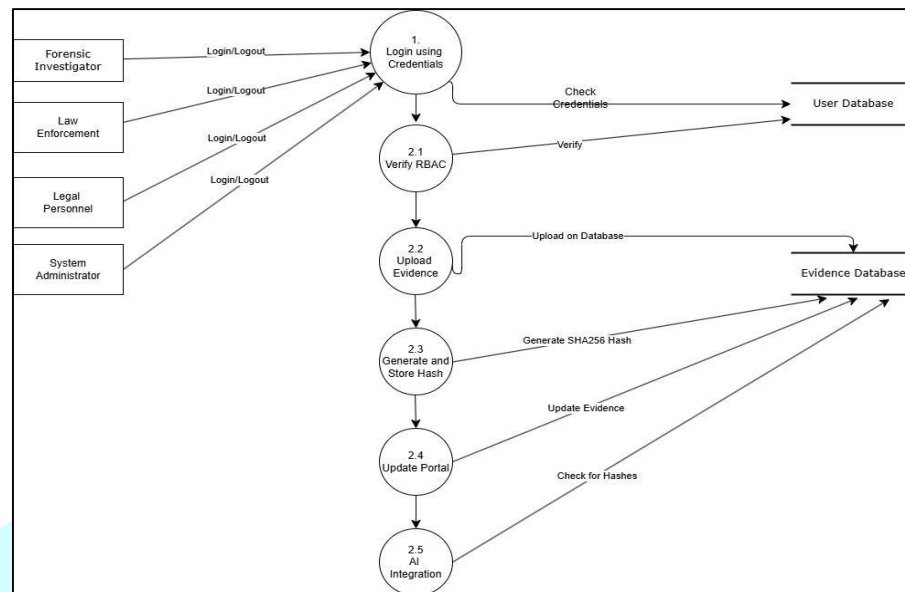 Forensic
Investigator
Law
Enforcement
Legal
Personnel
System
Administrator
Login/Logout
Login/Logout
Login/Logout
Login/Logout
1.
Login using
Credentials
Check
Credentials
User Database
2.1
Verify RBAC
Verify
2.2
Upload
Evidence
Upload on Database
Evidence Database
2.3
Generate and
Store Hash
Generate SHA256 Hash
2.4
Update Portal
Update Evidence
2.5
AI
Integration
Check for Hashes